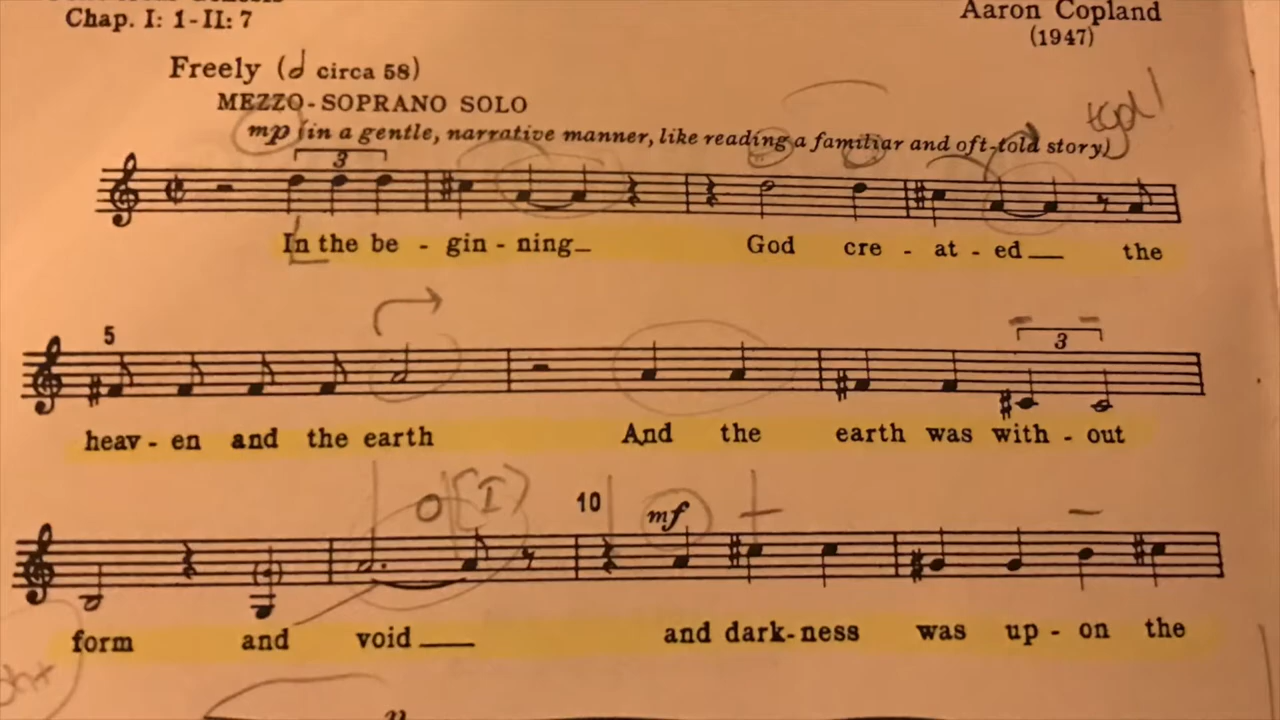 Chap. I: 1-II: 7
Aaron Copland
(1947)
Freely (𝅗𝅥 circa 58)
MEZZO-SOPRANO SOLO
mp (in a gentle, narrative manner, like reading a familiar and oft-told story)
3
In the be - gin - ning_ God cre - at - ed__ the
5
3
heav - en and the earth And the earth was with - out
[I]
10
mf
form and void__ and dark-ness was up - on the